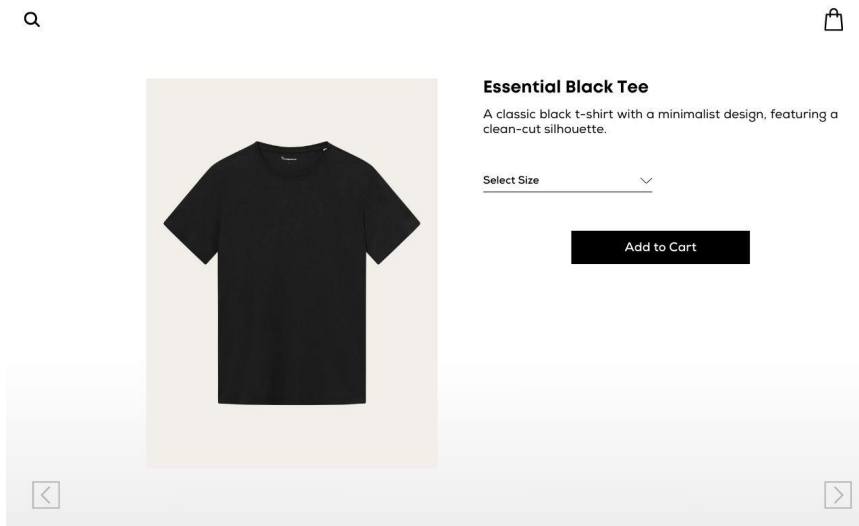 Essential Black Tee
A classic black t-shirt with a minimalist design, featuring a
clean-cut silhouette.
Select Size
Add to Cart